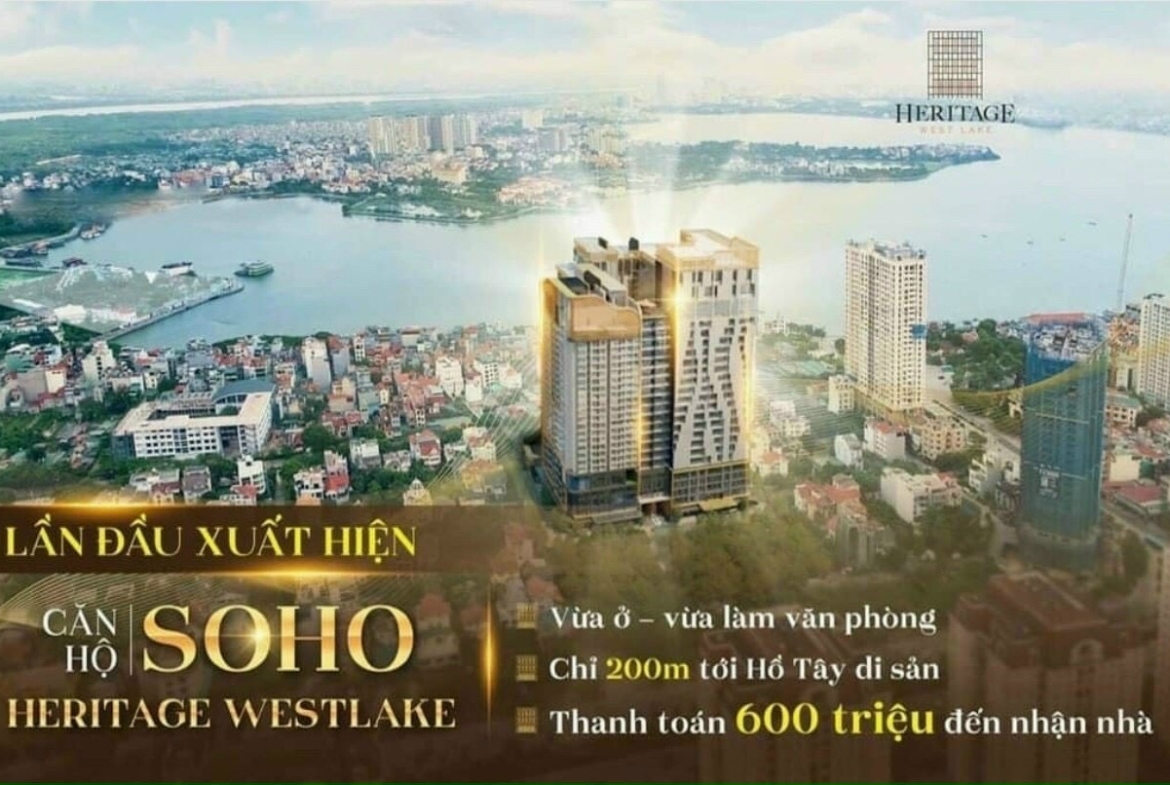 HERITAGE
WEST LAKE
LẦN ĐẦU XUẤT HIỆN
CĂN HỘ
SOHO
HERITAGE WESTLAKE
Vừa ở – vừa làm văn phòng
Chỉ 200m tới Hồ Tây di sản
Thanh toán 600 triệu đến nhận nhà